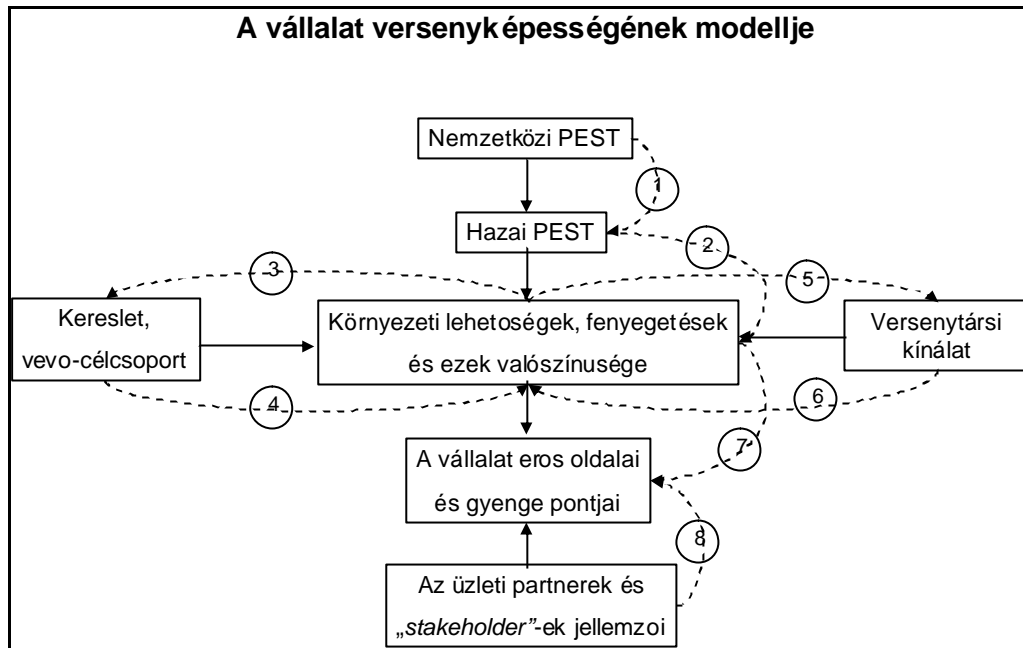 A vállalat versenyképességének modellje
Nemzetközi PEST
1
Hazai PEST
2
3
5
Kereslet,
vevo-célcsoport
Környezeti lehetoségek, fenyegetések
és ezek valószínusége
Versenytársi
kínálat
4
6
7
A vállalat eros oldalai
és gyenge pontjai
8
Az üzleti partnerek és
„stakeholder”-ek jellemzoi